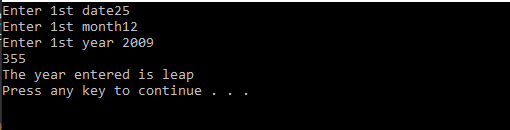 Enter 1st date25
Enter 1st month12
Enter 1st year 2009
355
The year entered is leap
Press any key to continue . . .